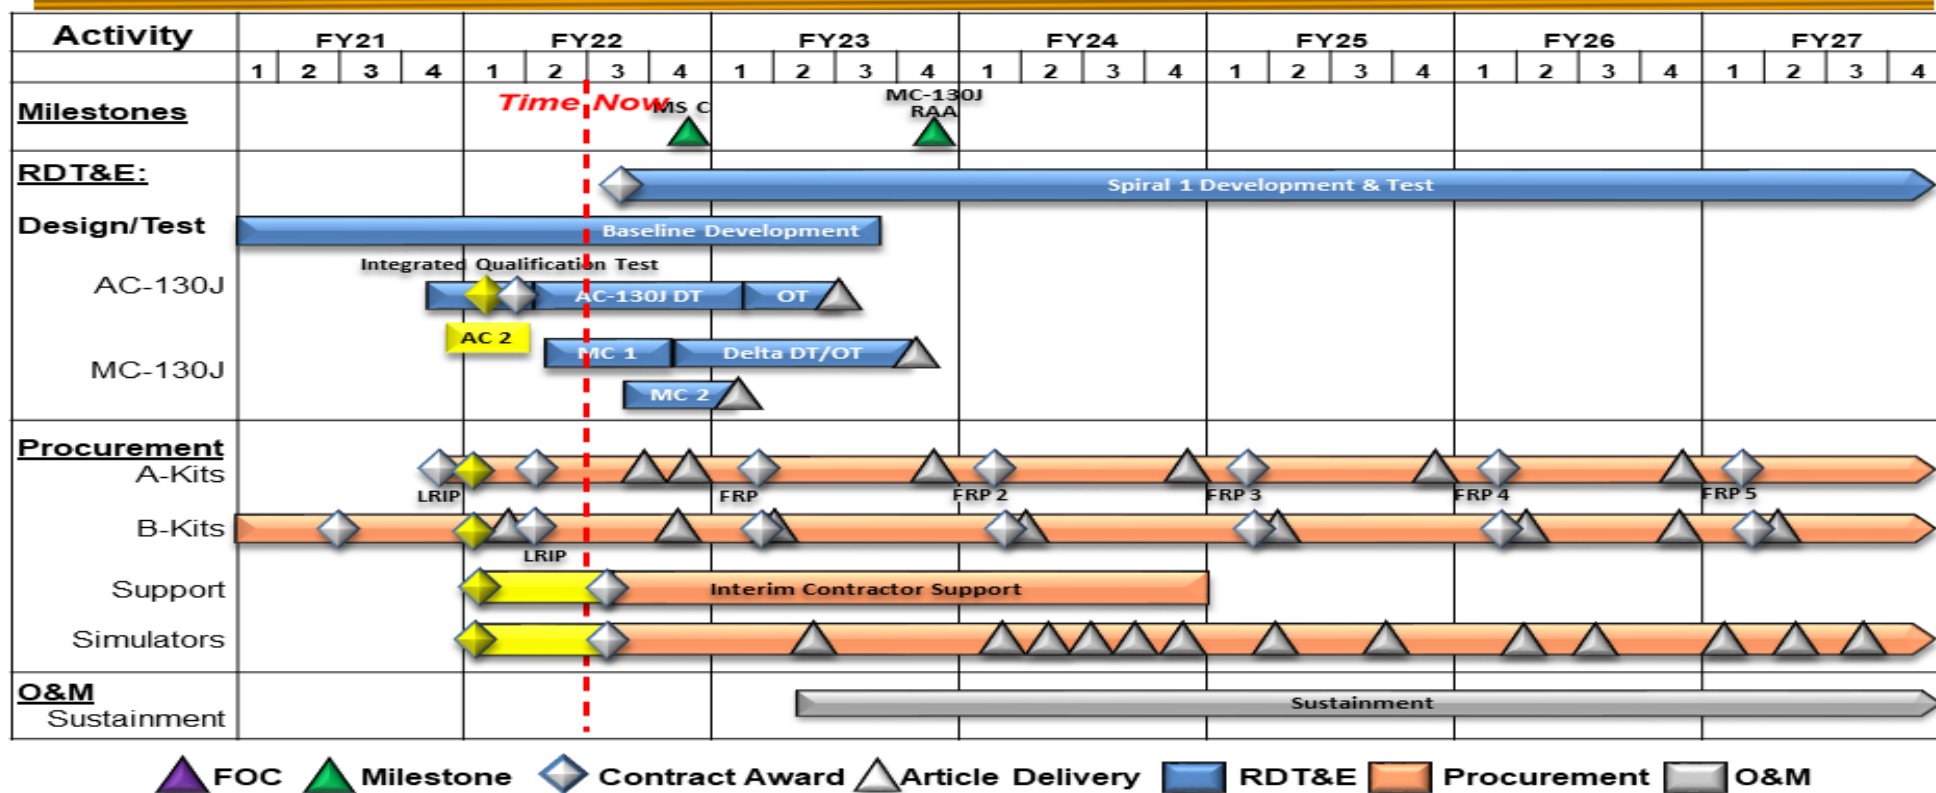 Activity FY21 FY22 FY23 FY24 FY25 FY26 FY27
1 2 3 4 1 2 3 4 1 2 3 4 1 2 3 4 1 2 3 4 1 2 3 4 1 2 3 4
Milestones Time Now MS C MC-130J
RAA
RDT&E: Spiral 1 Development & Test
Design/Test Baseline Development
Integrated Qualification Test
AC-130J AC-130J DT OT
AC 2
MC-130J MC 1 Delta DT/OT
MC 2
Procurement
A-Kits
LRIP FRP FRP 2 FRP 3 FRP 4 FRP 5
B-Kits
LRIP
Support Interim Contractor Support
Simulators
O&M
Sustainment Sustainment
FOC Milestone Contract Award Article Delivery RDT&E Procurement O&M